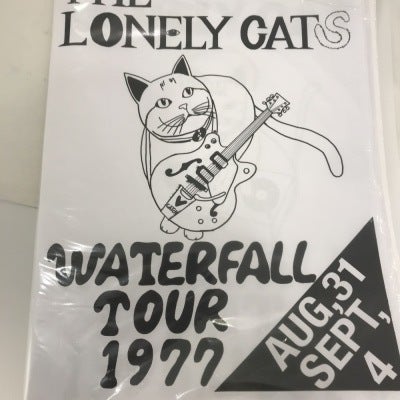 THE
LONELY CATS
WATERFALL
TOUR
1977
AUG,31
SEPT,
4